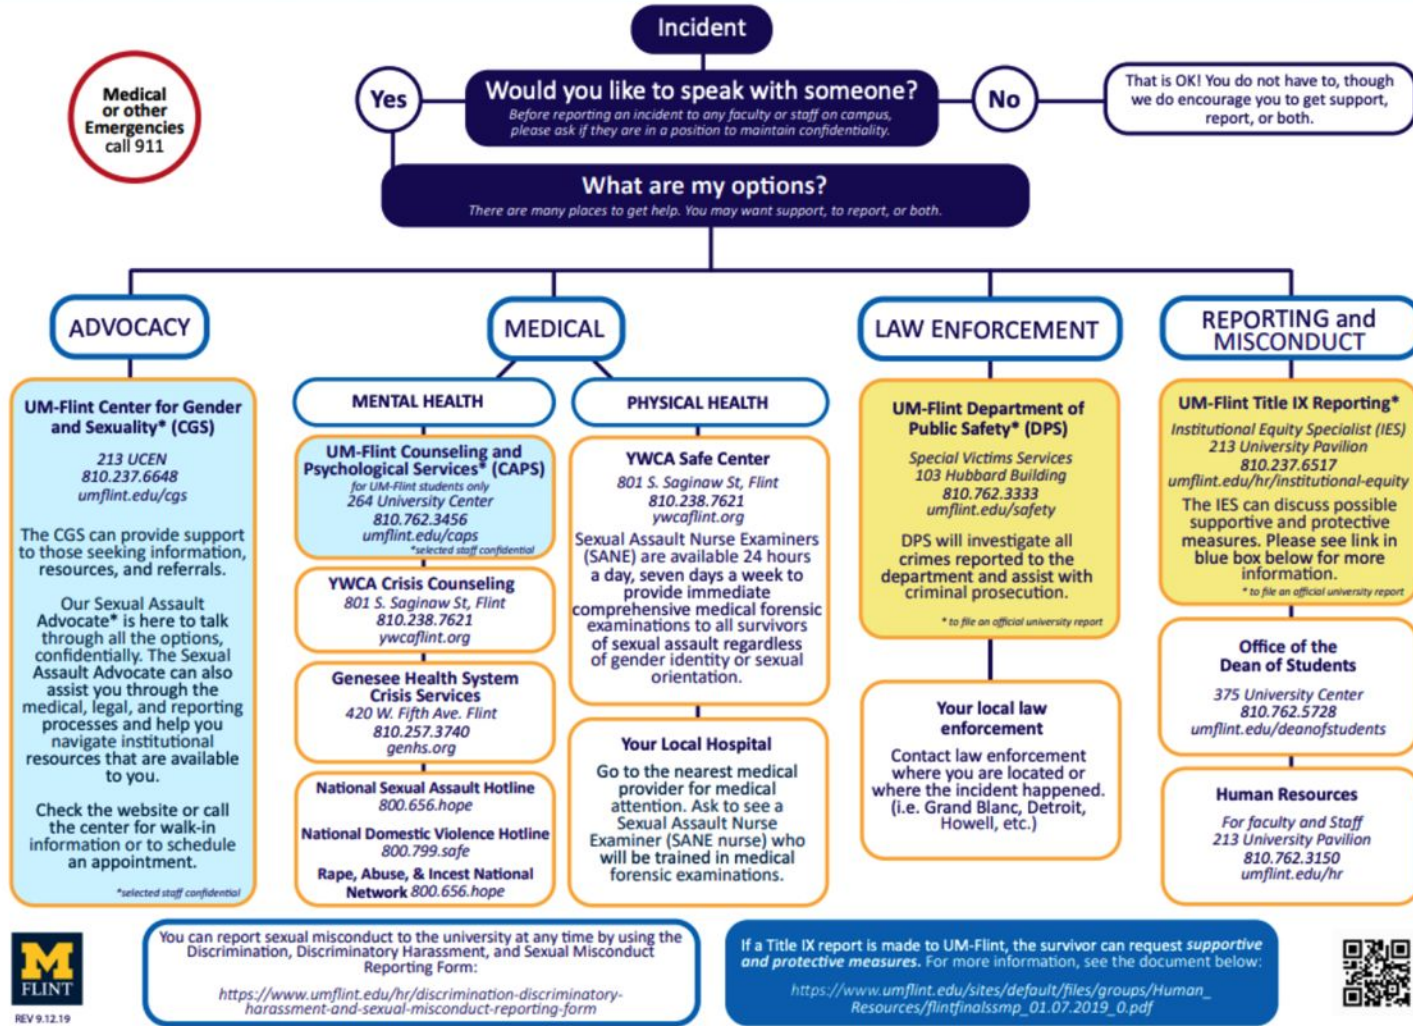 Incident
Medical
or other
Emergencies
call 911
Yes
Would you like to speak with someone?
Before reporting an incident to any faculty or staff on campus,
please ask if they are in a position to maintain confidentiality.
No
That is OK! You do not have to, though
we do encourage you to get support,
report, or both.
What are my options?
There are many places to get help. You may want support, to report, or both.
ADVOCACY
UM-Flint Center for Gender
and Sexuality* (CGS)
213 UCEN
810.237.6648
umflint.edu/cgs
The CGS can provide support
to those seeking information,
resources, and referrals.
Our Sexual Assault
Advocate* is here to talk
through all the options,
confidentially. The Sexual
Assault Advocate can also
assist you through the
medical, legal, and reporting
processes and help you
navigate institutional
resources that are available
to you.
Check the website or call
the center for walk-in
information or to schedule
an appointment.
*selected staff confidential
MEDICAL
MENTAL HEALTH
UM-Flint Counseling and
Psychological Services* (CAPS)
for UM-Flint students only
264 University Center
810.762.3456
umflint.edu/caps
*selected staff confidential
YWCA Crisis Counseling
801 S. Saginaw St, Flint
810.238.7621
ywcaflint.org
Genesee Health System
Crisis Services
420 W. Fifth Ave. Flint
810.257.3740
genhs.org
National Sexual Assault Hotline
800.656.hope
National Domestic Violence Hotline
800.799.safe
Rape, Abuse, & Incest National
Network 800.656.hope
PHYSICAL HEALTH
YWCA Safe Center
801 S. Saginaw St, Flint
810.238.7621
ywcaflint.org
Sexual Assault Nurse Examiners
(SANE) are available 24 hours
a day, seven days a week to
provide immediate
comprehensive medical forensic
examinations to all survivors
of sexual assault regardless
of gender identity or sexual
orientation.
Your Local Hospital
Go to the nearest medical
provider for medical
attention. Ask to see a
Sexual Assault Nurse
Examiner (SANE nurse) who
will be trained in medical
forensic examinations.
LAW ENFORCEMENT
UM-Flint Department of
Public Safety* (DPS)
Special Victims Services
103 Hubbard Building
810.762.3333
umflint.edu/safety
DPS will investigate all
crimes reported to the
department and assist with
criminal prosecution.
* to file an official university report
Your local law
enforcement
Contact law enforcement
where you are located or
where the incident happened.
(i.e. Grand Blanc, Detroit,
Howell, etc.)
REPORTING and
MISCONDUCT
UM-Flint Title IX Reporting*
Institutional Equity Specialist (IES)
213 University Pavilion
810.237.6517
umflint.edu/hr/institutional-equity
The IES can discuss possible
supportive and protective
measures. Please see link in
blue box below for more
information.
* to file an official university report
Office of the
Dean of Students
375 University Center
810.762.5728
umflint.edu/deanofstudents
Human Resources
For faculty and Staff
213 University Pavilion
810.762.3150
umflint.edu/hr
M
FLINT
REV 9.12.19
You can report sexual misconduct to the university at any time by using the
Discrimination, Discriminatory Harassment, and Sexual Misconduct
Reporting Form:
https://www.umflint.edu/hr/discrimination-discriminatory-
harassment-and-sexual-misconduct-reporting-form
If a Title IX report is made to UM-Flint, the survivor can request supportive
and protective measures. For more information, see the document below:
https://www.umflint.edu/sites/default/files/groups/Human_
Resources/flintfinalssmp_01.07.2019_0.pdf